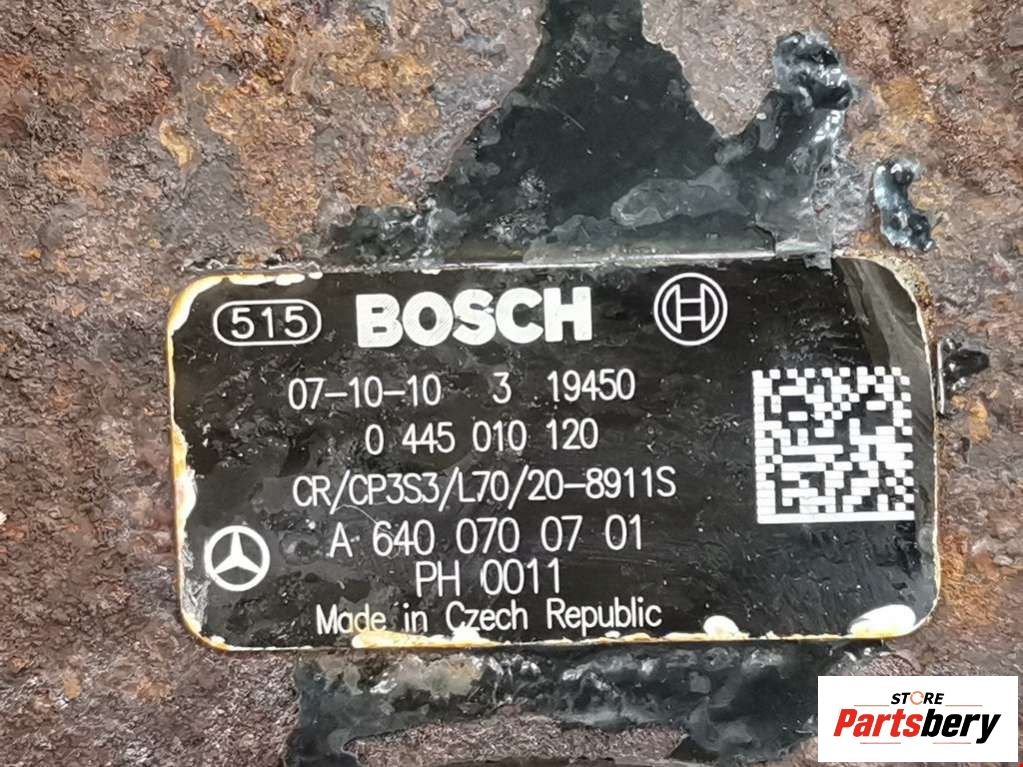 515 BOSCH
07-10-10 3 19450
0 445 010 120
CR/CP3S3/L70/20-8911S
A 640 070 07 01
PH 0011
Made in Czech Republic
STORE
Partsbery